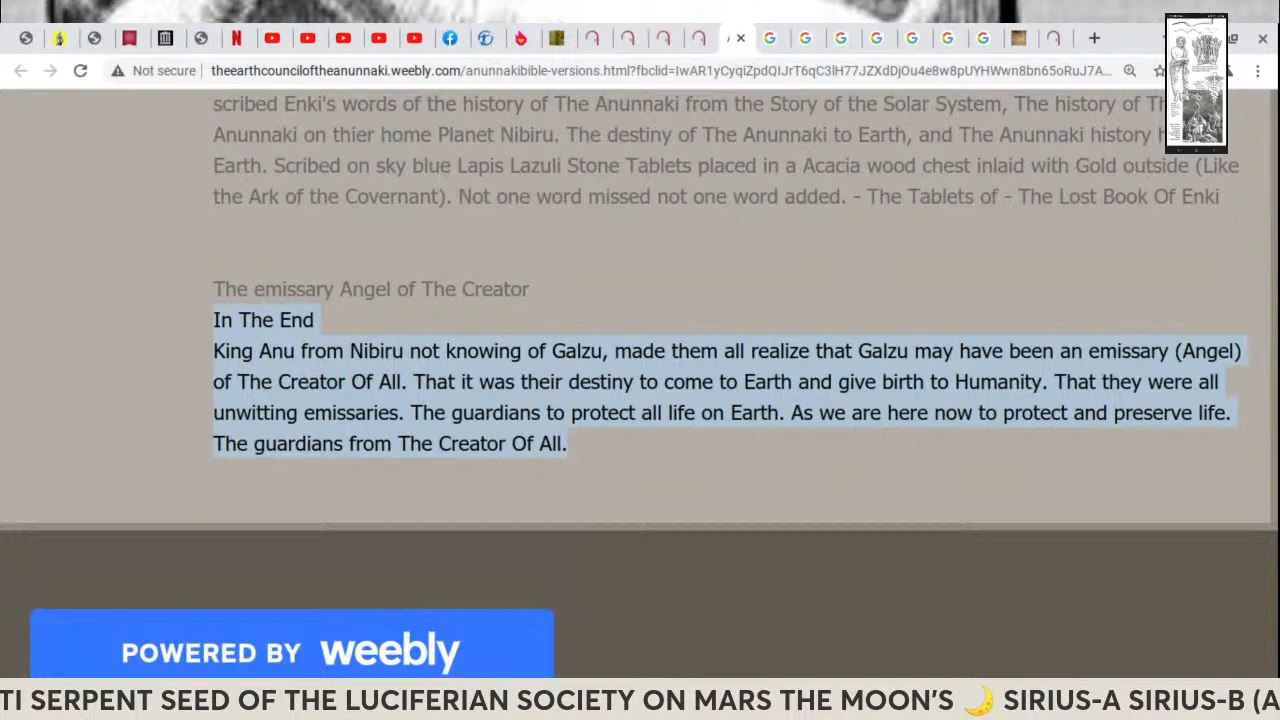 Not secure
theearthcounciloftheanunnaki.weebly.com/anunnakibible-versions.html?fbclid=IwAR1yCyqiZpdQlJrT6qC3lH77JZXdDjOu4e8w8pUYHWwn8bn65oRuJ7A...
scribed Enki's words of the history of The Anunnaki from the Story of the Solar System, The history of
Anunnaki on thier home Planet Nibiru. The destiny of The Anunnaki to Earth, and The Anunnaki history
Earth. Scribed on sky blue Lapis Lazuli Stone Tablets placed in a Acacia wood chest inlaid with Gold outside (Like
the Ark of the Covernant). Not one word missed not one word added. - The Tablets of - The Lost Book Of Enki
The emissary Angel of The Creator
In The End
King Anu from Nibiru not knowing of Galzu, made them all realize that Galzu may have been an emissary (Angel)
of The Creator Of All. That it was their destiny to come to Earth and give birth to Humanity. That they were all
unwitting emissaries. The guardians to protect all life on Earth. As we are here now to protect and preserve life.
The guardians from The Creator Of All.
POWERED BY weebly
TI SERPENT SEED OF THE LUCIFERIAN SOCIETY ON MARS THE MOON'S 🌙 SIRIUS-A SIRIUS-B (A